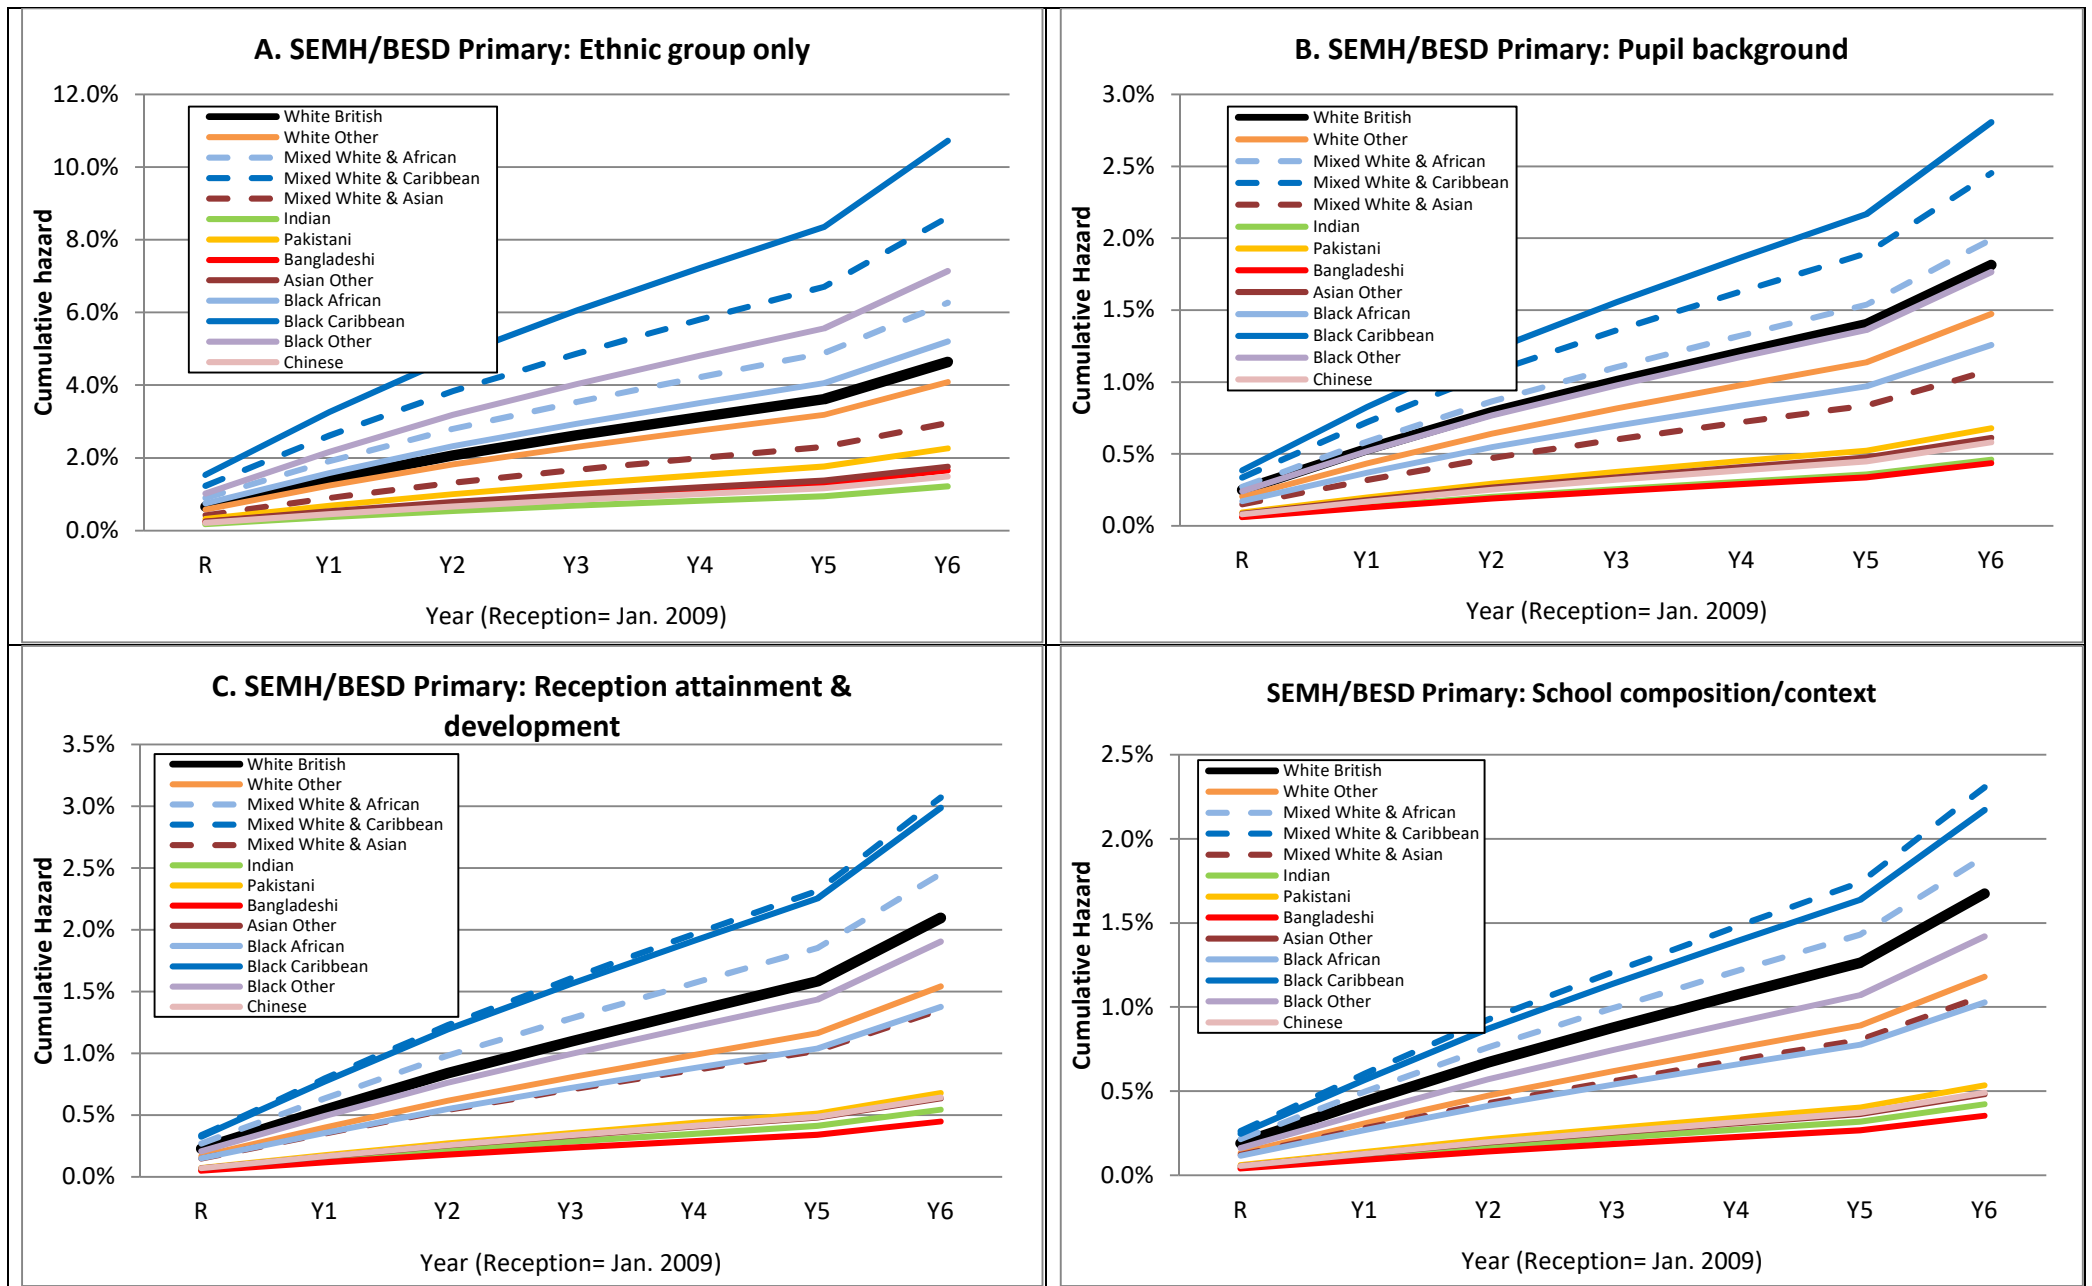 A. SEMH/BESD Primary: Ethnic group only
12.0%
10.0%
8.0%
6.0%
4.0%
2.0%
0.0%
Cumulative hazard
White British
White Other
Mixed White & African
Mixed White & Caribbean
Mixed White & Asian
Indian
Pakistani
Bangladeshi
Asian Other
Black African
Black Caribbean
Black Other
Chinese
R Y1 Y2 Y3 Y4 Y5 Y6
Year (Reception= Jan. 2009)
B. SEMH/BESD Primary: Pupil background
3.0%
2.5%
2.0%
1.5%
1.0%
0.5%
0.0%
Cumulative Hazard
White British
White Other
Mixed White & African
Mixed White & Caribbean
Mixed White & Asian
Indian
Pakistani
Bangladeshi
Asian Other
Black African
Black Caribbean
Black Other
Chinese
R Y1 Y2 Y3 Y4 Y5 Y6
Year (Reception= Jan. 2009)
C. SEMH/BESD Primary: Reception attainment &
development
3.5%
3.0%
2.5%
2.0%
1.5%
1.0%
0.5%
0.0%
Cumulative Hazard
White British
White Other
Mixed White & African
Mixed White & Caribbean
Mixed White & Asian
Indian
Pakistani
Bangladeshi
Asian Other
Black African
Black Caribbean
Black Other
Chinese
R Y1 Y2 Y3 Y4 Y5 Y6
Year (Reception= Jan. 2009)
SEMH/BESD Primary: School composition/context
2.5%
2.0%
1.5%
1.0%
0.5%
0.0%
Cumulative Hazard
White British
White Other
Mixed White & African
Mixed White & Caribbean
Mixed White & Asian
Indian
Pakistani
Bangladeshi
Asian Other
Black African
Black Caribbean
Black Other
Chinese
R Y1 Y2 Y3 Y4 Y5 Y6
Year (Reception= Jan. 2009)